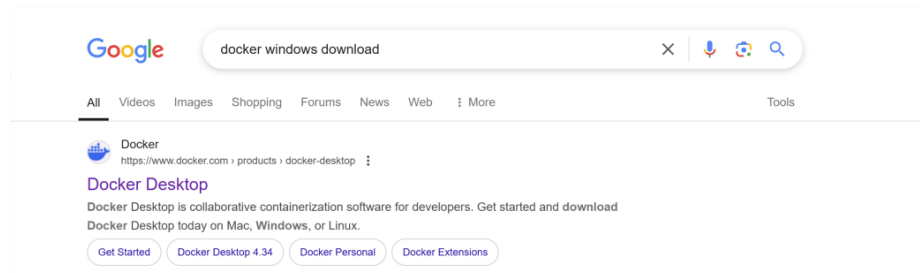 Google
docker windows download
All Videos Images Shopping Forums News Web More Tools
Docker
https://www.docker.com › products › docker-desktop
Docker Desktop
Docker Desktop is collaborative containerization software for developers. Get started and download
Docker Desktop today on Mac, Windows, or Linux.
Get Started Docker Desktop 4.34 Docker Personal Docker Extensions